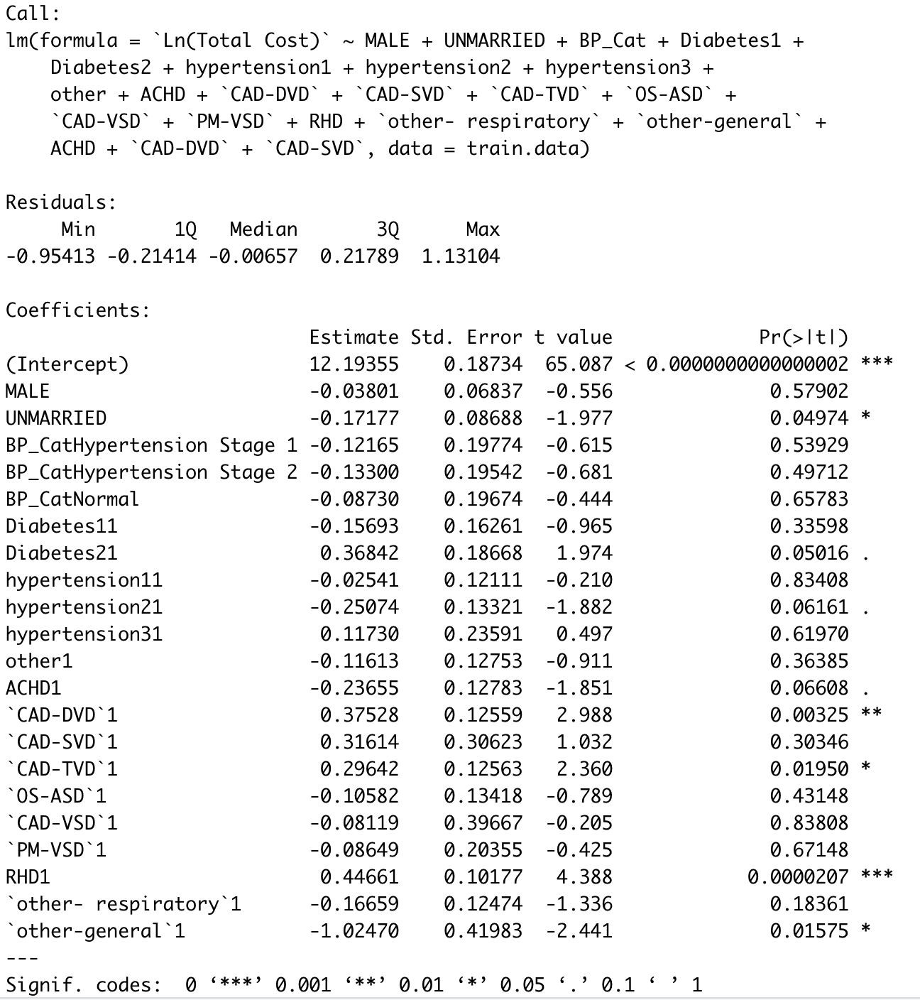 Call:
lm(formula = `Ln(Total Cost)` ~ MALE + UNMARRIED + BP_Cat + Diabetes1 +
    Diabetes2 + hypertension1 + hypertension2 + hypertension3 +
    other + ACHD + `CAD-DVD` + `CAD-SVD` + `CAD-TVD` + `OS-ASD` +
    `CAD-VSD` + `PM-VSD` + RHD + `other- respiratory` + `other-general` +
    ACHD + `CAD-DVD` + `CAD-SVD`, data = train.data)
Residuals:
     Min       1Q   Median       3Q      Max
-0.95413 -0.21414 -0.00657  0.21789  1.13104
Coefficients:
                           Estimate Std. Error t value             Pr(>|t|)
(Intercept)                12.19355    0.18734  65.087 < 0.0000000000000002 ***
MALE                       -0.03801    0.06837  -0.556              0.57902
UNMARRIED                  -0.17177    0.08688  -1.977              0.04974 *
BP_CatHypertension Stage 1 -0.12165    0.19774  -0.615              0.53929
BP_CatHypertension Stage 2 -0.13300    0.19542  -0.681              0.49712
BP_CatNormal               -0.08730    0.19674  -0.444              0.65783
Diabetes11                 -0.15693    0.16261  -0.965              0.33598
Diabetes21                  0.36842    0.18668   1.974              0.05016 .
hypertension11             -0.02541    0.12111  -0.210              0.83408
hypertension21             -0.25074    0.13321  -1.882              0.06161 .
hypertension31              0.11730    0.23591   0.497              0.61970
other1                     -0.11613    0.12753  -0.911              0.36385
ACHD1                      -0.23655    0.12783  -1.851              0.06608 .
`CAD-DVD`1                  0.37528    0.12559   2.988              0.00325 **
`CAD-SVD`1                  0.31614    0.30623   1.032              0.30346
`CAD-TVD`1                  0.29642    0.12563   2.360              0.01950 *
`OS-ASD`1                  -0.10582    0.13418  -0.789              0.43148
`CAD-VSD`1                 -0.08119    0.39667  -0.205              0.83808
`PM-VSD`1                  -0.08649    0.20355  -0.425              0.67148
RHD1                        0.44661    0.10177   4.388            0.0000207 ***
`other- respiratory`1      -0.16659    0.12474  -1.336              0.18361
`other-general`1           -1.02470    0.41983  -2.441              0.01575 *
---
Signif. codes:  0 ‘***’ 0.001 ‘**’ 0.01 ‘*’ 0.05 ‘.’ 0.1 ‘ ’ 1